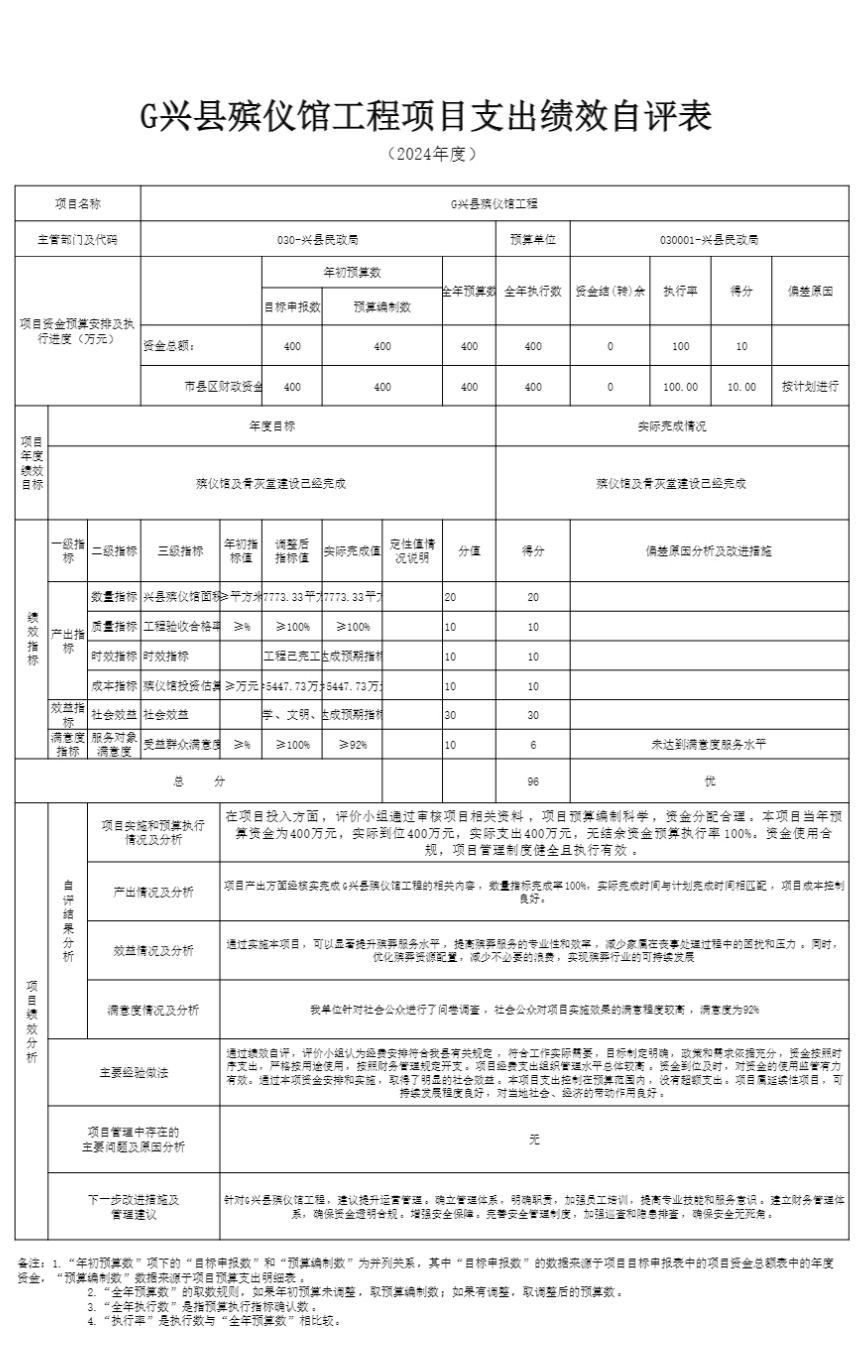 G兴县殡仪馆工程项目支出绩效自评表
（2024年度）
项目名称 G兴县殡仪馆工程
主管部门及代码 030-兴县民政局 预算单位 030001-兴县民政局
项目资金预算安排及执行进度（万元） 年初预算数 全年预算数 全年执行数 资金结(转)余 执行率 得分 偏差原因
目标申报数 预算编制数
资金总额： 400 400 400 400 0 100 10
市县区财政资金 400 400 400 400 0 100.00 10.00 按计划进行
项目年度绩效目标 年度目标 实际完成情况
殡仪馆及骨灰堂建设已经完成 殡仪馆及骨灰堂建设已经完成
绩效指标 一级指标 二级指标 三级指标 年初指标值 调整后指标值 实际完成值 定性值情况说明 分值 得分 偏差原因分析及改进措施
产出指标 数量指标 兴县殡仪馆面积 ≥平方米 7773.33平方 7773.33平方 20 20
质量指标 工程验收合格率 ≥% ≥100% ≥100% 10 10
时效指标 时效指标 工程已完工 达成预期指标 10 10
成本指标 殡仪馆投资估算 ≥万元 5447.73万 5447.73万 10 10
效益指标 社会效益 社会效益 学、文明、 达成预期指标 30 30
满意度指标 服务对象满意度 受益群众满意度 ≥% ≥100% ≥92% 10 6 未达到满意度服务水平
总 分 96 优
项目绩效分析 自评结果分析
项目实施和预算执行
情况及分析
在项目投入方面，评价小组通过审核项目相关资料，项目预算编制科学，资金分配合理。本项目当年预
算资金为400万元，实际到位400万元，实际支出400万元，无结余资金预算执行率 100%。资金使用合
规，项目管理制度健全且执行有效 。
产出情况及分析
项目产出方面经核实完成G兴县殡仪馆工程的相关内容，数量指标完成率100%，实际完成时间与计划完成时间相匹配，项目成本控制
良好。
效益情况及分析
通过实施本项目，可以显著提升殡葬服务水平，提高殡葬服务的专业性和效率，减少家属在丧事处理过程中的困扰和压力 。同时，
优化殡葬资源配置，减少不必要的浪费，实现殡葬行业的可持续发展
满意度情况及分析
我单位针对社会公众进行了问卷调查，社会公众对项目实施效果的满意程度较高，满意度为92%
主要经验做法
通过绩效自评，评价小组认为经费安排符合我县有关规定，符合工作实际需要，目标制定明确，政策和需求依据充分，资金按照时
序支出，严格按用途使用，按照财务管理规定开支。项目经费支出组织管理水平总体较高。资金到位及时，对资金的使用监管有力
有效。通过本项资金安排和实施，取得了明显的社会效益。本项目支出控制在预算范围内，没有超额支出。项目属延续性项目，可
持续发展程度良好，对当地社会、经济的带动作用良好。
项目管理中存在的
主要问题及原因分析
无
下一步改进措施及
管理建议
针对G兴县殡仪馆工程，建议提升运营管理。确立管理体系，明确职责，加强员工培训，提高专业技能和服务意识。建立财务管理体
系，确保资金透明合规。增强安全保障。完善安全管理制度，加强巡查和隐患排查，确保安全无死角。
备注：1.“年初预算数”项下的“目标申报数”和“预算编制数”为并列关系，其中“目标申报数”的数据来源于项目目标申报表中的项目资金总额表中的年度
资金，“预算编制数”数据来源于项目预算支出明细表 。
2.“全年预算数”的取数规则，如果年初预算未调整，取预算编制数；如果有调整，取调整后的预算数。
3.“全年执行数”是指预算执行指标确认数。
4.“执行率”是执行数与“全年预算数”相比较。